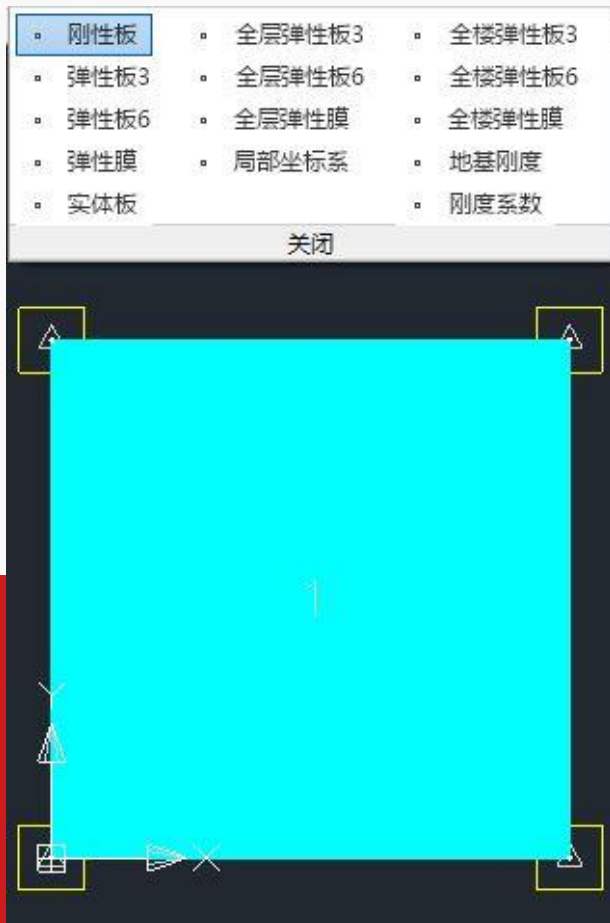 刚性板 全层弹性板3 全楼弹性板3
弹性板3 全层弹性板6 全楼弹性板6
弹性板6 全层弹性膜 全楼弹性膜
弹性膜 局部坐标系 地基刚度
实体板 刚度系数
关闭
1
Y
X